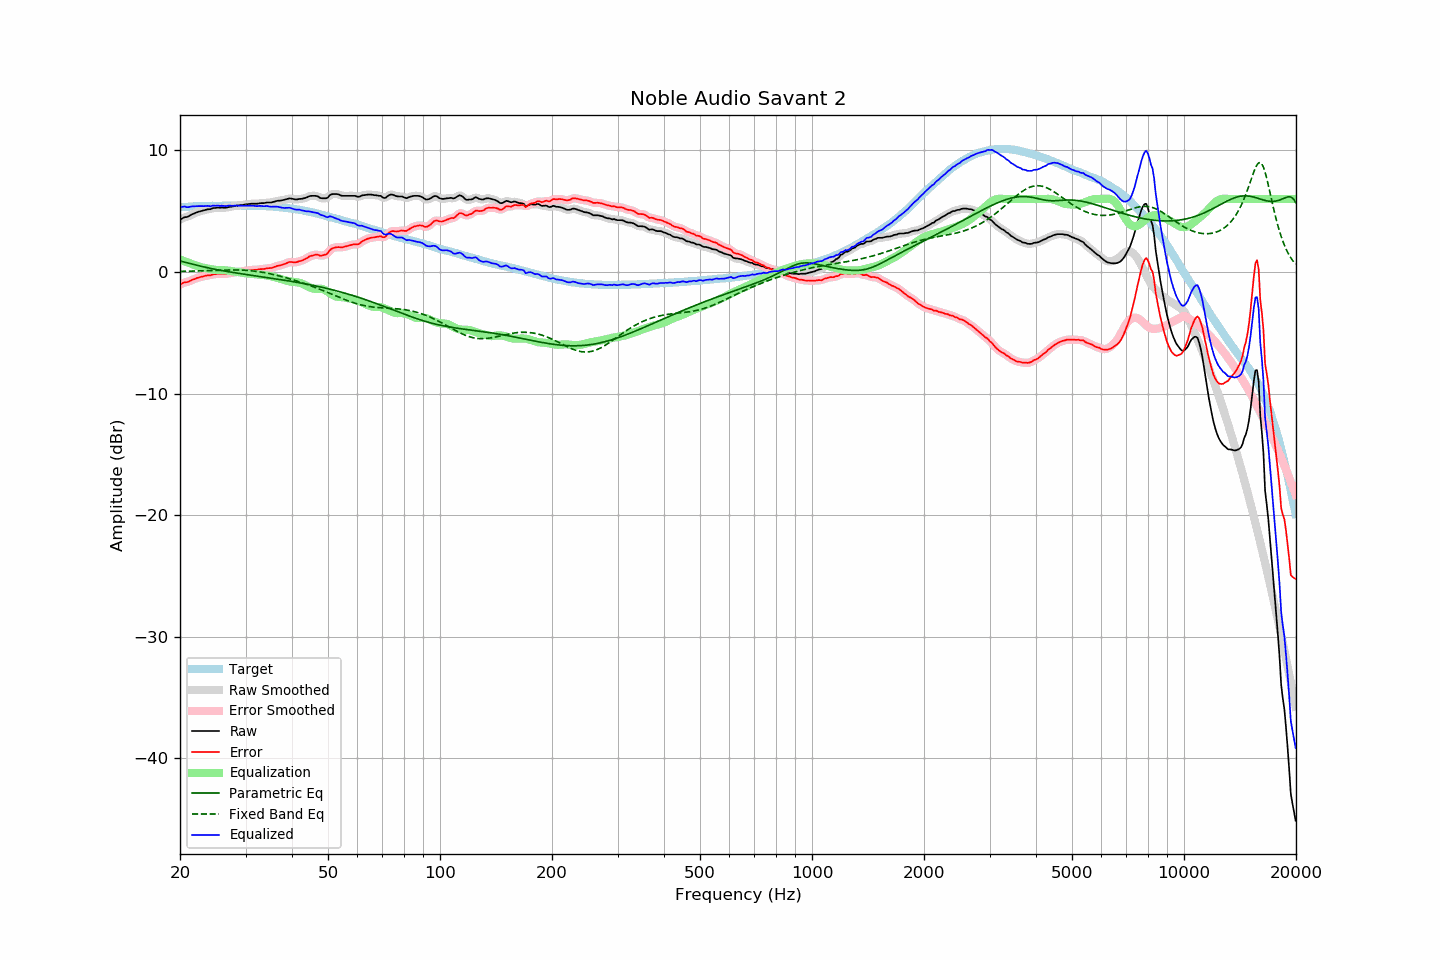 Noble Audio Savant 2
10
0
−10
−20
−30
−40
Amplitude (dBr)
Target
Raw Smoothed
Error Smoothed
Raw
Error
Equalization
Parametric Eq
Fixed Band Eq
Equalized
20 50 100 200 500 1000 2000 5000 10000 20000
Frequency (Hz)